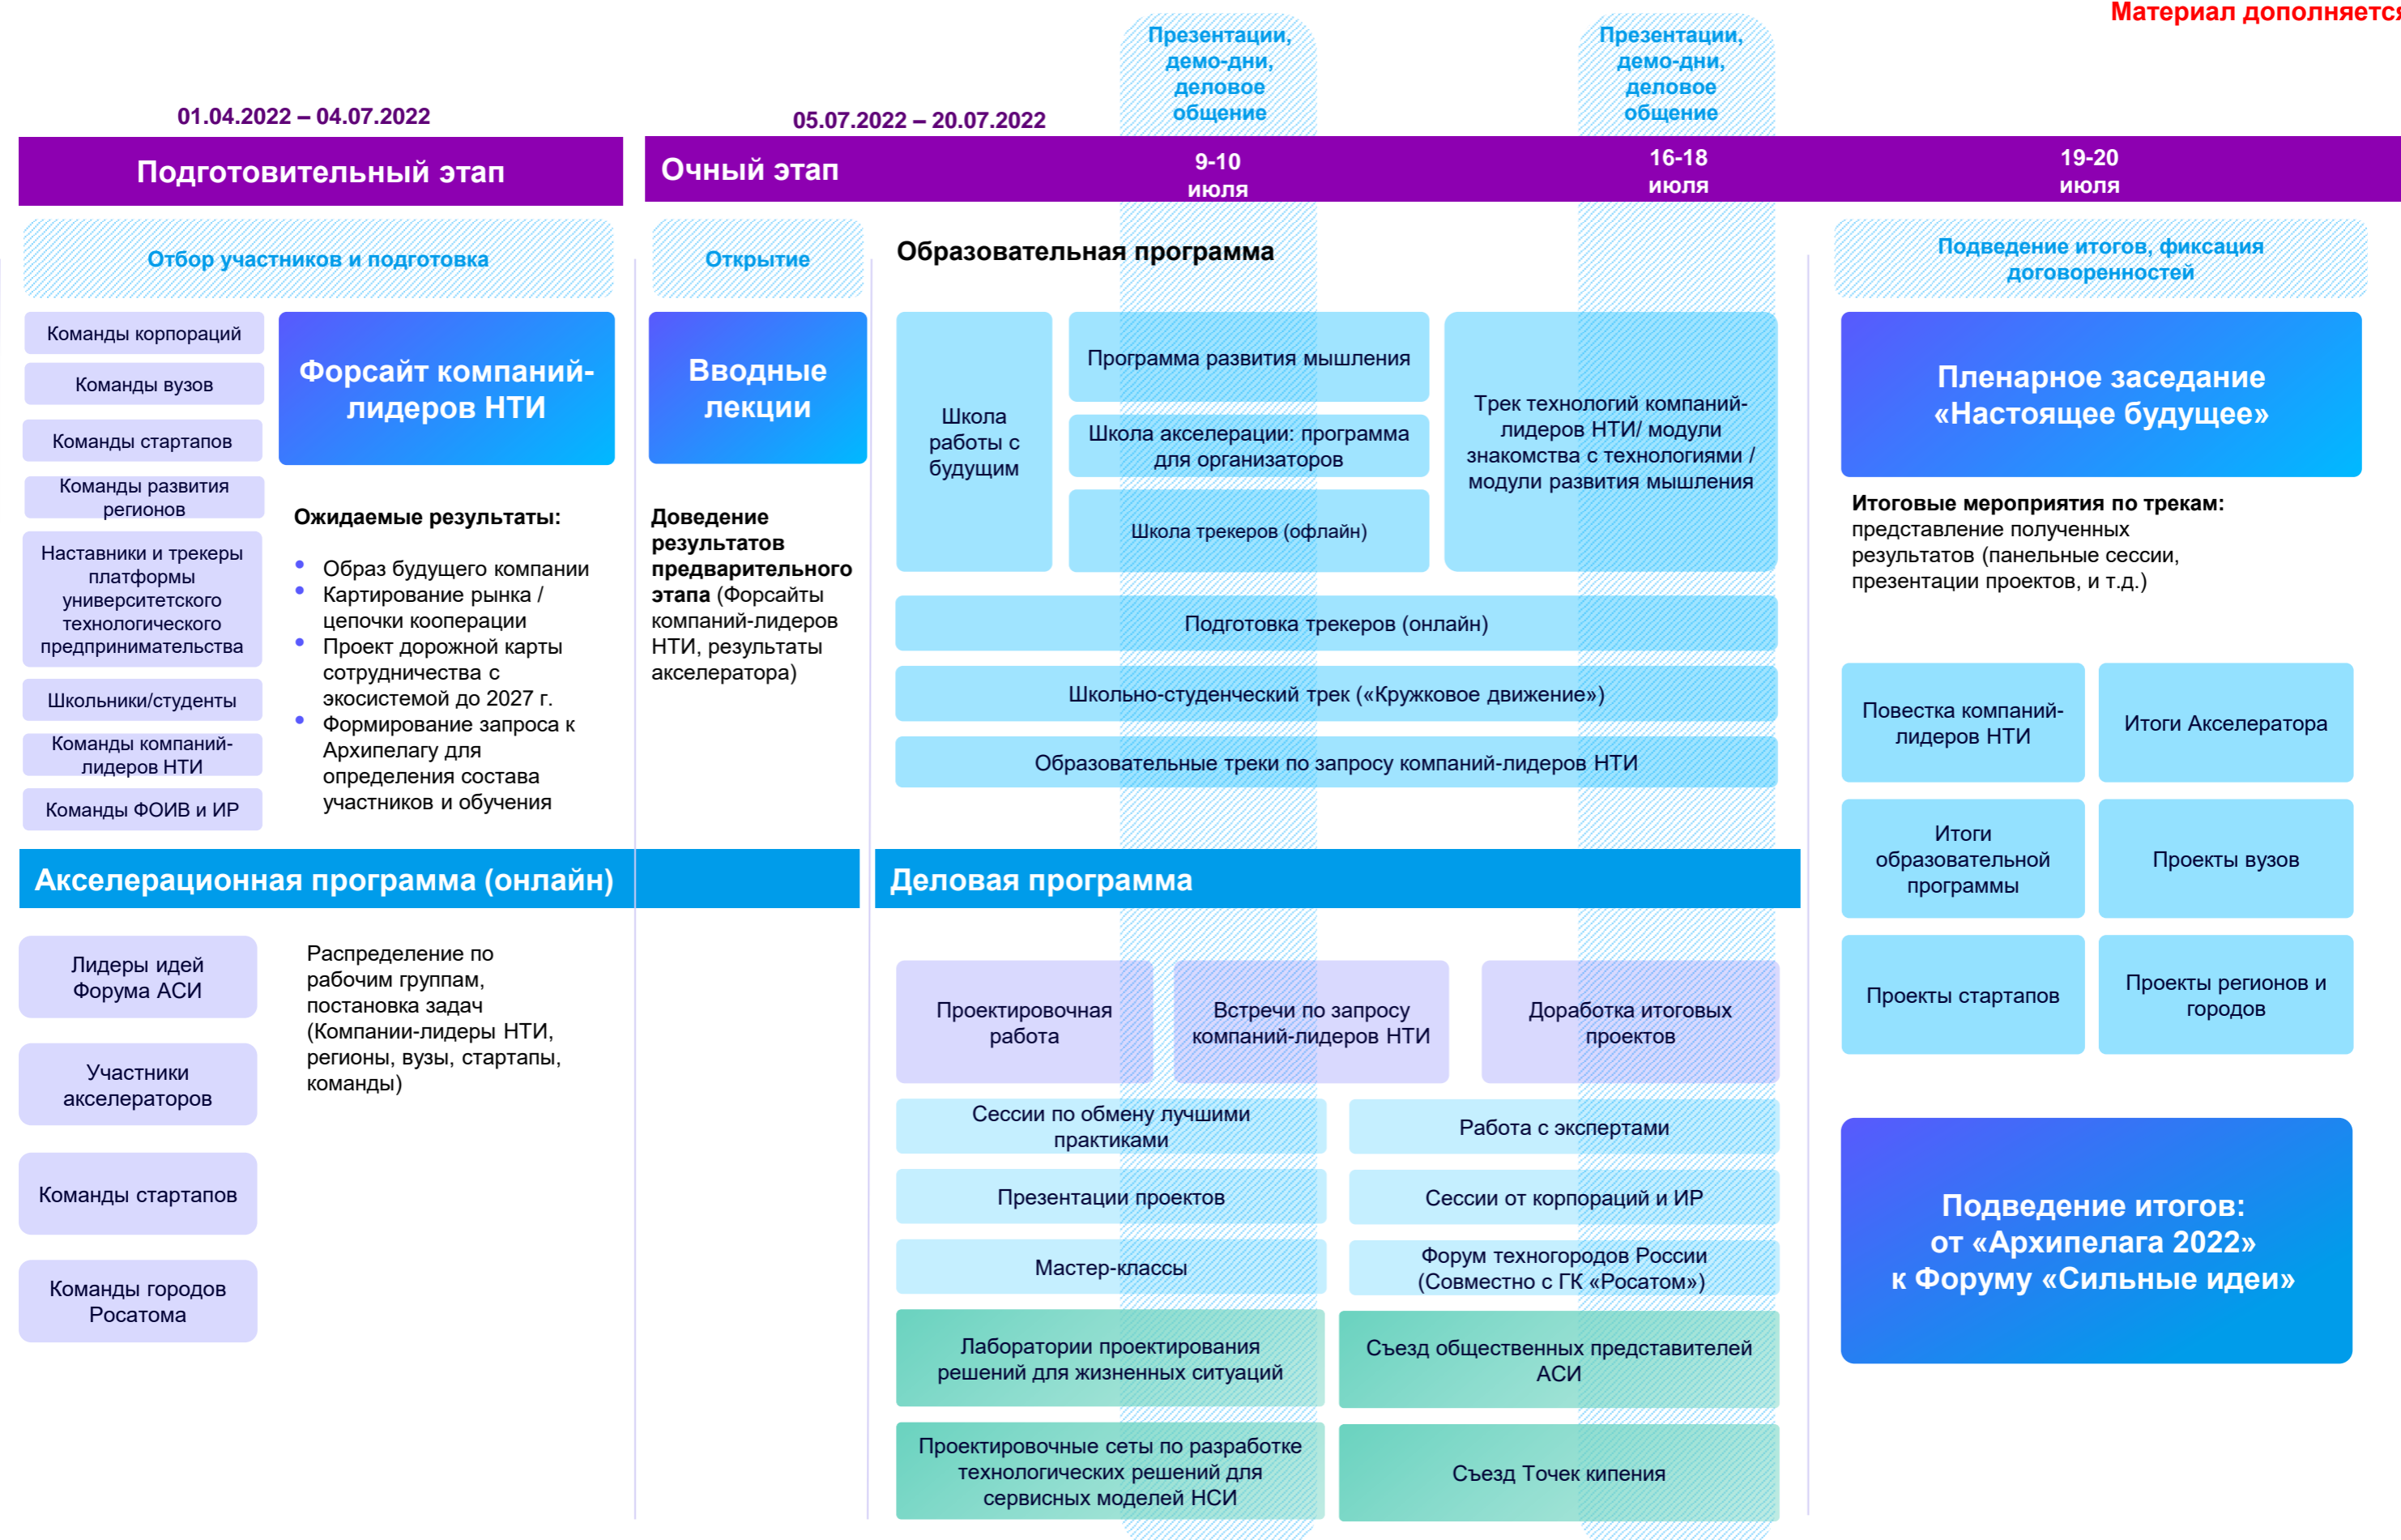 Материал дополняется
Презентации,
демо-дни,
деловое
общение
Презентации,
демо-дни,
деловое
общение
01.04.2022 – 04.07.2022
05.07.2022 – 20.07.2022
Подготовительный этап
Очный этап
9-10
июля
16-18
июля
19-20
июля
Отбор участников и подготовка
Команды корпораций
Команды вузов
Команды стартапов
Команды развития
регионов
Наставники и трекеры
платформы
университетского
технологического
предпринимательства
Школьники/студенты
Команды компаний-
лидеров НТИ
Команды ФОИВ и ИР
Форсайт компаний-
лидеров НТИ
Ожидаемые результаты:
• Образ будущего компании
• Картирование рынка /
цепочки кооперации
• Проект дорожной карты
сотрудничества с
экосистемой до 2027 г.
• Формирование запроса к
Архипелагу для
определения состава
участников и обучения
Открытие
Вводные
лекции
Доведение
результатов
предварительного
этапа (Форсайты
компаний-лидеров
НТИ, результаты
акселератора)
Образовательная программа
Школа
работы с
будущим
Программа развития мышления
Школа акселерации: программа
для организаторов
Школа трекеров (офлайн)
Трек технологий компаний-
лидеров НТИ/ модули
знакомства с технологиями /
модули развития мышления
Подготовка трекеров (онлайн)
Школьно-студенческий трек («Кружковое движение»)
Образовательные треки по запросу компаний-лидеров НТИ
Подведение итогов, фиксация
договоренностей
Пленарное заседание
«Настоящее будущее»
Итоговые мероприятия по трекам:
представление полученных
результатов (панельные сессии,
презентации проектов, и т.д.)
Повестка компаний-
лидеров НТИ
Итоги Акселератора
Итоги
образовательной
программы
Проекты вузов
Проекты стартапов
Проекты регионов и
городов
Подведение итогов:
от «Архипелага 2022»
к Форуму «Сильные идеи»
Акселерационная программа (онлайн)
Лидеры идей
Форума АСИ
Участники
акселераторов
Команды стартапов
Команды городов
Росатома
Распределение по
рабочим группам,
постановка задач
(Компании-лидеры НТИ,
регионы, вузы, стартапы,
команды)
Деловая программа
Проектировочная
работа
Встречи по запросу
компаний-лидеров НТИ
Доработка итоговых
проектов
Сессии по обмену лучшими
практиками
Работа с экспертами
Презентации проектов
Сессии от корпораций и ИР
Мастер-классы
Форум техногородов России
(Совместно с ГК «Росатом»)
Лаборатории проектирования
решений для жизненных ситуаций
Съезд общественных представителей
АСИ
Проектировочные сеты по разработке
технологических решений для
сервисных моделей НСИ
Съезд Точек кипения